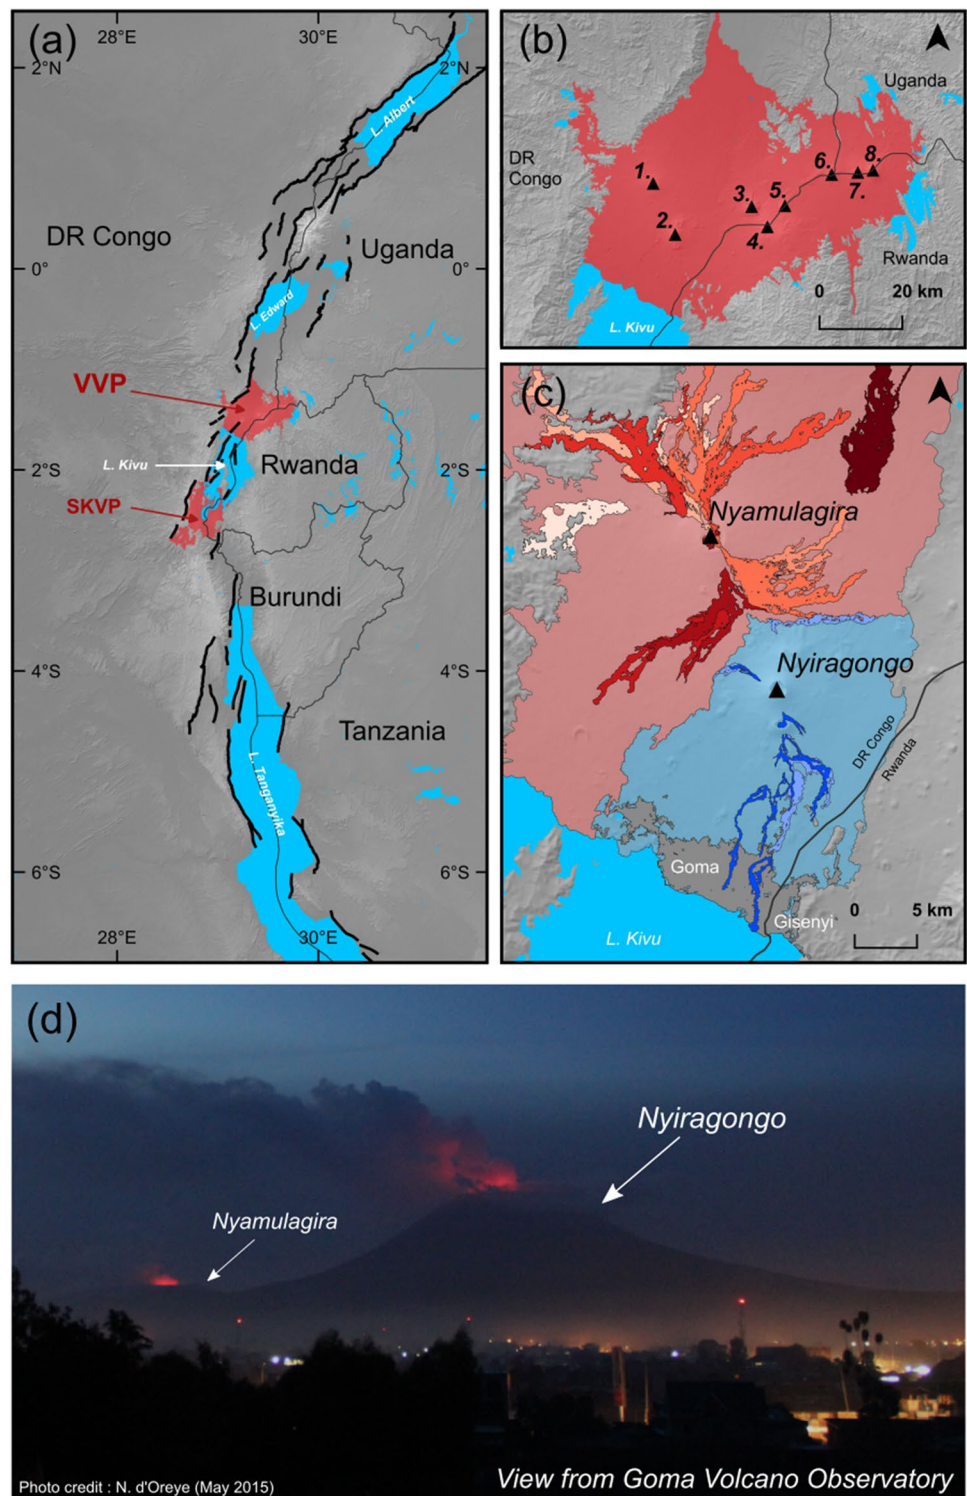 (a)
28°E
30°E
2°N
2°N
L. Albert
DR Congo
Uganda
0°
0°
L. Edward
VVP
L. Kivu
Rwanda
2°S
2°S
SKVP
Burundi
4°S
4°S
Tanzania
L. Tanganyika
6°S
6°S
28°E
30°E
(b)
Uganda
DR
Congo
1.
2.
3.
4.
5.
6.
7.
8.
Rwanda
0
20 km
L. Kivu
(c)
Nyamulagira
Nyiragongo
DR Congo
Rwanda
Goma
Gisenyi
0
5 km
L. Kivu
(d)
Nyiragongo
Nyamulagira
Photo credit : N. d'Oreye (May 2015)
View from Goma Volcano Observatory